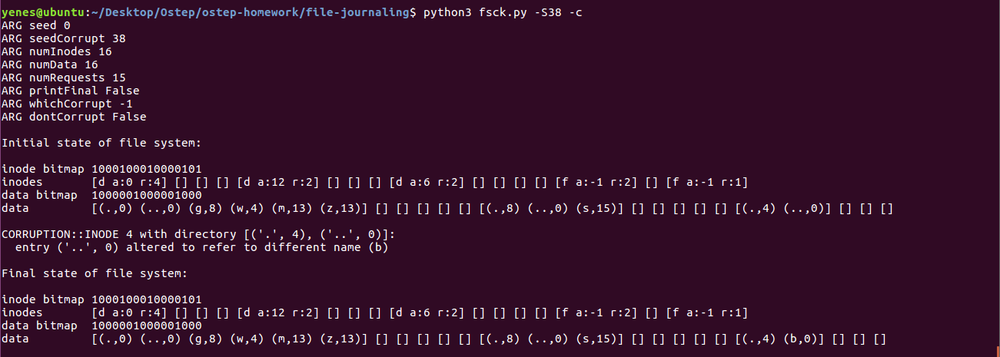 yenes@ubuntu:~/Desktop/Ostep/ostep-homework/file-journaling$ python3 fsck.py -S38 -c
ARG seed 0
ARG seedCorrupt 38
ARG numInodes 16
ARG numData 16
ARG numRequests 15
ARG printFinal False
ARG whichCorrupt -1
ARG dontCorrupt False
Initial state of file system:
inode bitmap 1000100010000101
inodes [d a:0 r:4] [] [] [] [d a:12 r:2] [] [] [] [d a:6 r:2] [] [] [] [] [f a:-1 r:2] [] [f a:-1 r:1]
data bitmap 1000001000001000
data [(.,0) (..,0) (g,8) (w,4) (m,13) (z,13)] [] [] [] [] [] [(.,8) (..,0) (s,15)] [] [] [] [] [] [(.,4) (..,0)] [] [] []
CORRUPTION::INODE 4 with directory [('.', 4), ('..', 0)]:
entry ('..', 0) altered to refer to different name (b)
Final state of file system:
inode bitmap 1000100010000101
inodes [d a:0 r:4] [] [] [] [d a:12 r:2] [] [] [] [d a:6 r:2] [] [] [] [] [f a:-1 r:2] [] [f a:-1 r:1]
data bitmap 1000001000001000
data [(.,0) (..,0) (g,8) (w,4) (m,13) (z,13)] [] [] [] [] [] [(.,8) (..,0) (s,15)] [] [] [] [] [] [(.,4) (b,0)] [] [] []